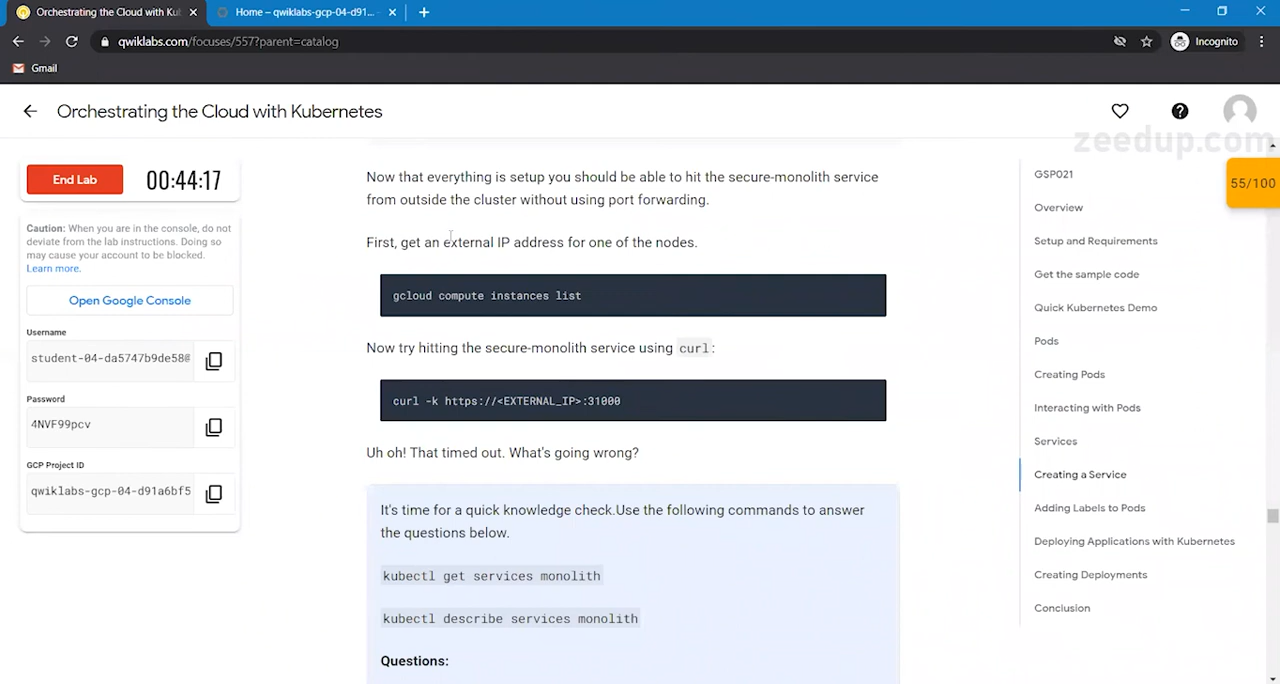 Orchestrating the Cloud with Ku
Home – qwiklabs-gcp-04-d91...
qwiklabs.com/focuses/557?parent=catalog
Incognito
Gmail
Orchestrating the Cloud with Kubernetes
zeedup.com
End Lab
00:44:17
Caution: When you are in the console, do not
deviate from the lab instructions. Doing so
may cause your account to be blocked.
Learn more.
Open Google Console
Username
student-04-da5747b9de58@
Password
4NVF99pcv
GCP Project ID
qwiklabs-gcp-04-d91a6bf5
Now that everything is setup you should be able to hit the secure-monolith service
from outside the cluster without using port forwarding.
First, get an external IP address for one of the nodes.
gcloud compute instances list
Now try hitting the secure-monolith service using curl:
curl -k https://<EXTERNAL_IP>:31000
Uh oh! That timed out. What's going wrong?
It's time for a quick knowledge check.Use the following commands to answer
the questions below.
kubectl get services monolith
kubectl describe services monolith
Questions:
55/100
GSP021
Overview
Setup and Requirements
Get the sample code
Quick Kubernetes Demo
Pods
Creating Pods
Interacting with Pods
Services
Creating a Service
Adding Labels to Pods
Deploying Applications with Kubernetes
Creating Deployments
Conclusion